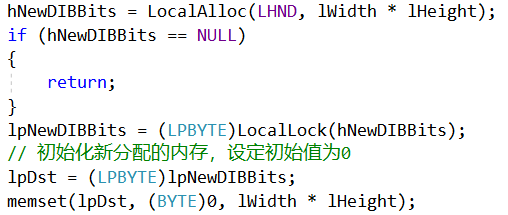 hNewDIBBits = LocalAlloc(LHND, lWidth * lHeight);
if (hNewDIBBits == NULL)
{
return;
}
lpNewDIBBits = (LPBYTE)LocalLock(hNewDIBBits);
// 初始化新分配的内存，设定初始值为0
lpDst = (LPBYTE)lpNewDIBBits;
memset(lpDst, (BYTE)0, lWidth * lHeight);